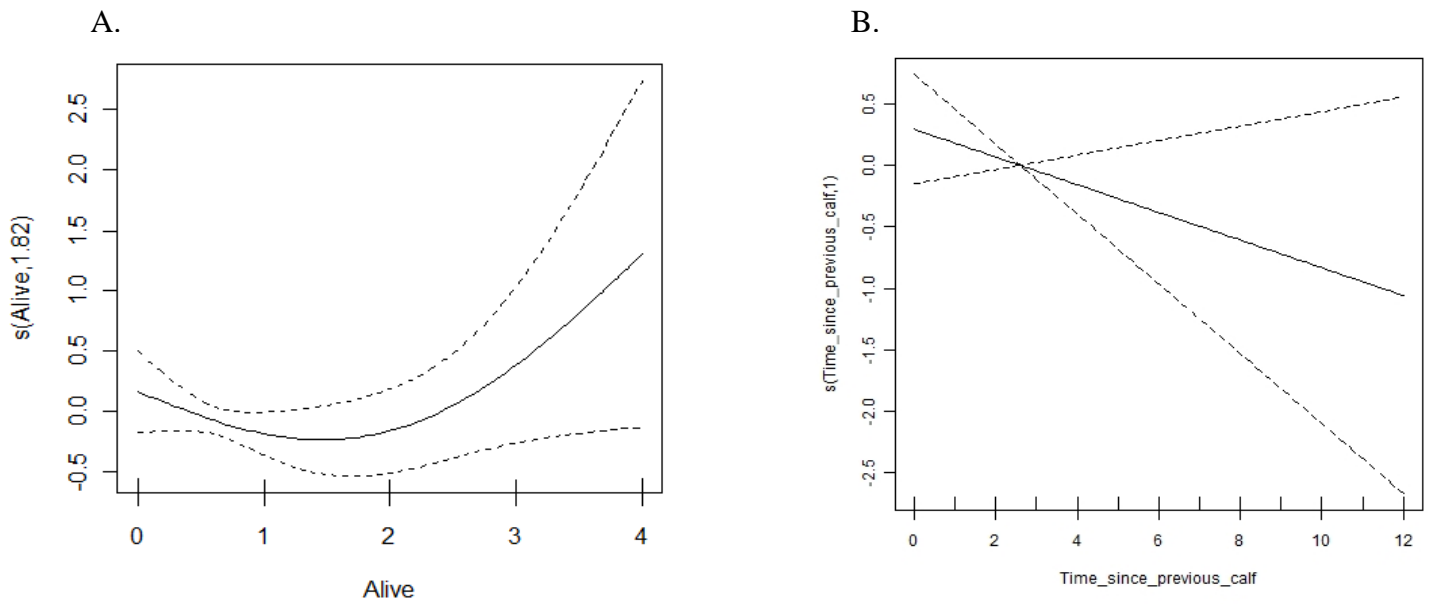 A.
B.
s(Alive,1.82)
2.5
2.0
1.5
1.0
0.5
0.0
-0.5
0 1 2 3 4
Alive
s(Time_since_previous_calf,1)
0.5
0.0
-0.5
-1.0
-1.5
-2.0
-2.5
0 2 4 6 8 10 12
Time_since_previous_calf